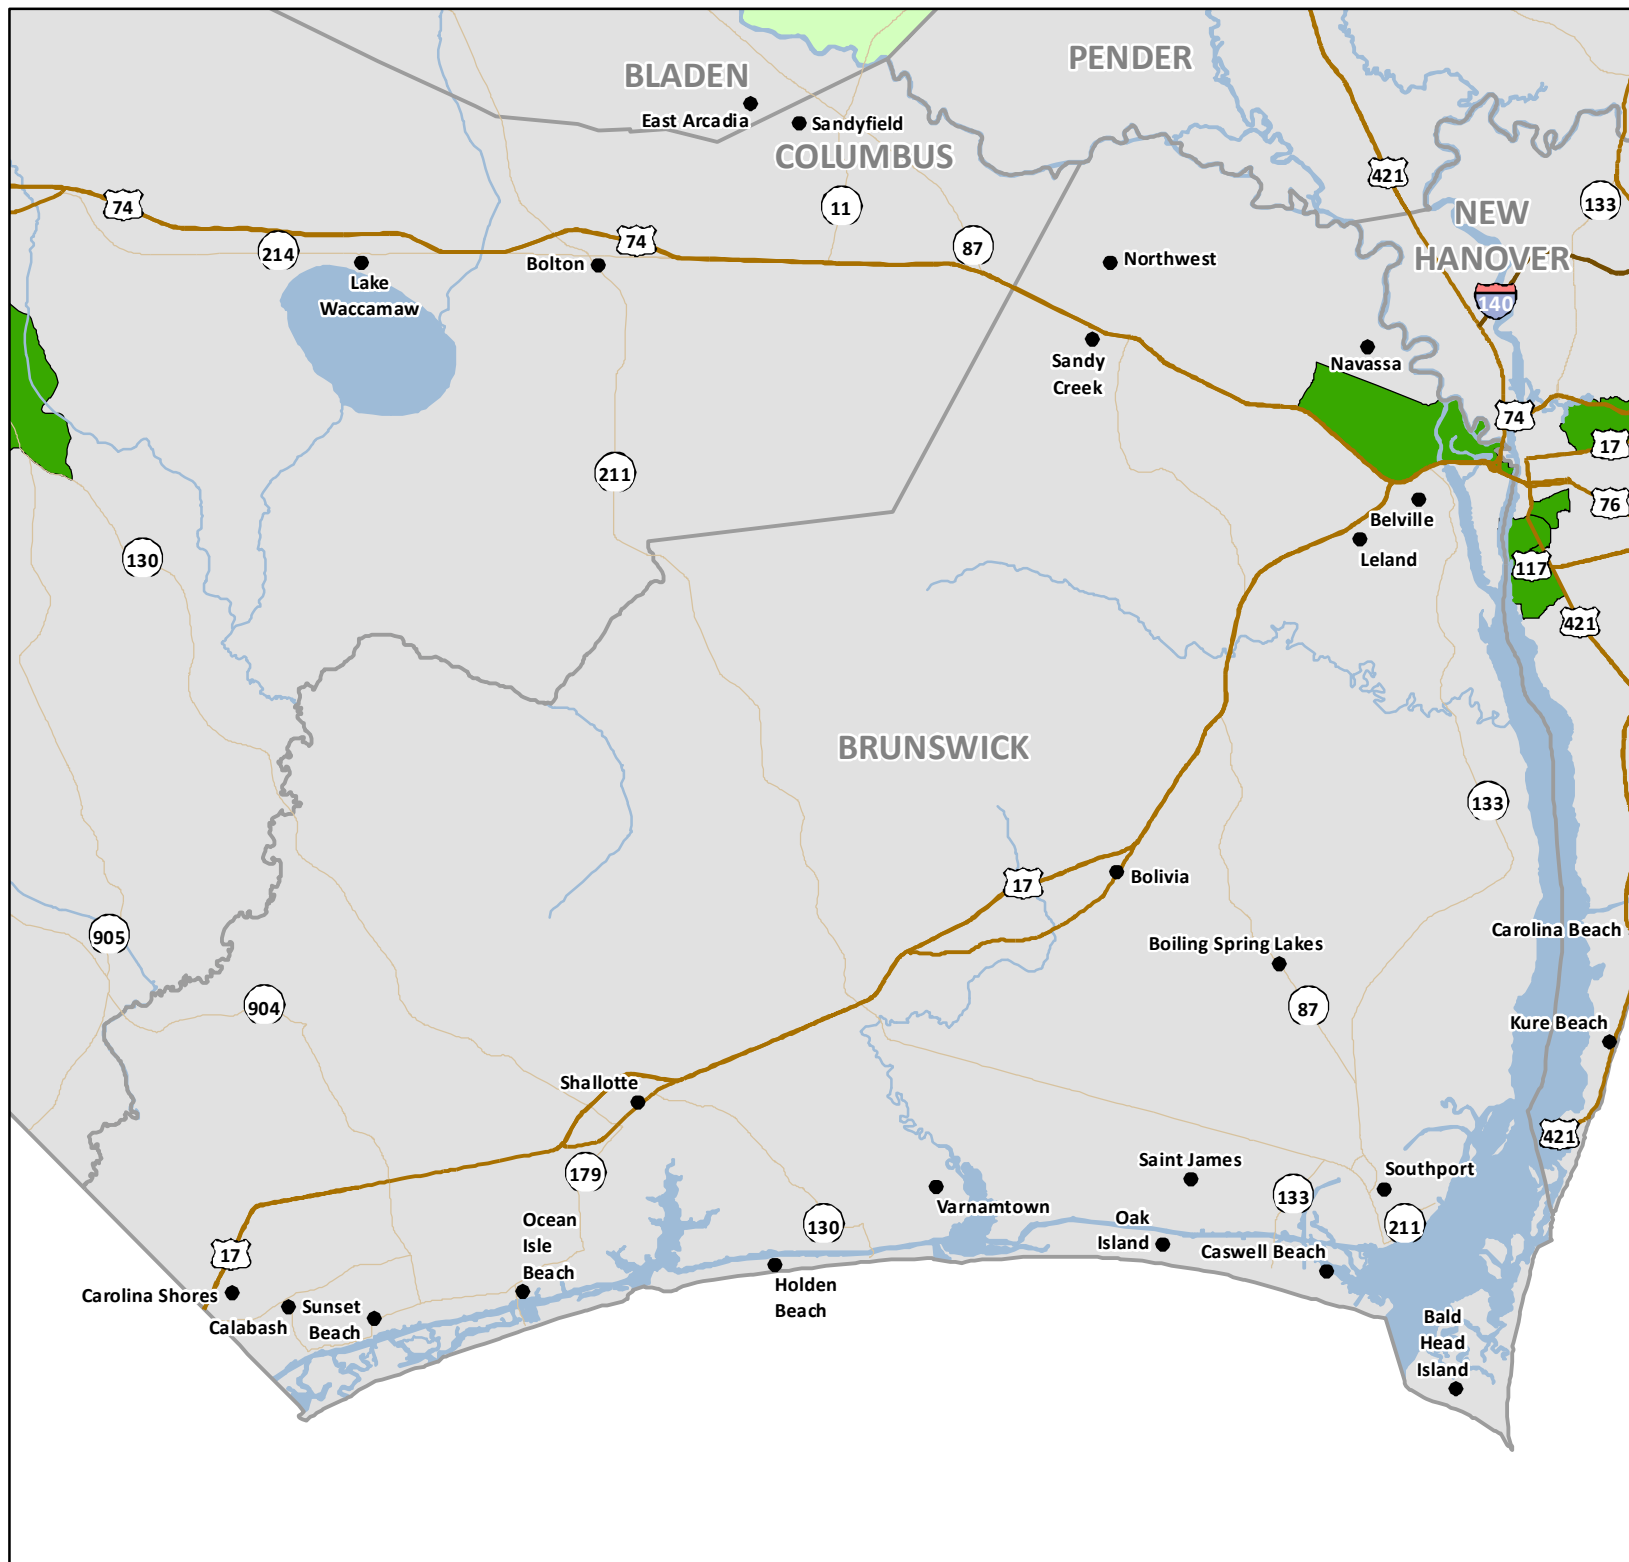 PENDER
BLADEN
East Arcadia
Sandyfield
COLUMBUS
421
74
11
133
NEW
HANOVER
214
74
87
Bolton
Northwest
Lake
Waccamaw
140
Sandy
Creek
Navassa
74
17
211
76
Belville
130
Leland
117
421
BRUNSWICK
133
17
Bolivia
905
Carolina Beach
Boiling Spring Lakes
904
87
Kure Beach
Shallotte
421
179
Saint James
Southport
133
Varnamtown
Ocean
Isle
Beach
130
Oak
Island
211
17
Caswell Beach
Carolina Shores
Holden
Beach
Calabash
Sunset
Beach
Bald
Head
Island